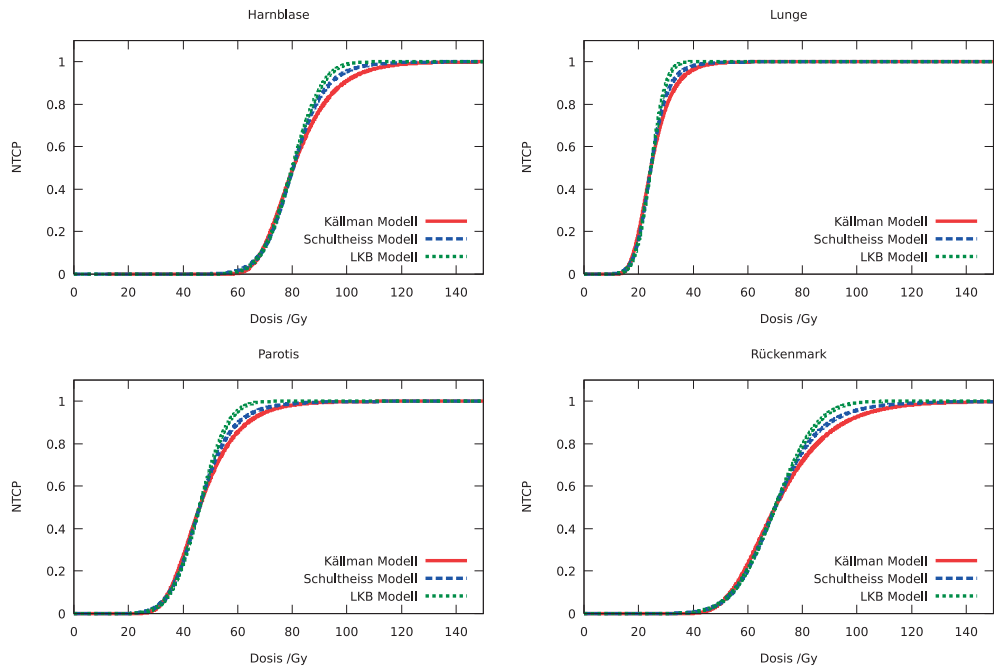 Harnblase
NTCP
1
0.8
0.6
0.4
0.2
0
Källman Modell
Schultheiss Modell
LKB Modell
0 20 40 60 80 100 120 140
Dosis /Gy
Lunge
NTCP
1
0.8
0.6
0.4
0.2
0
Källman Modell
Schultheiss Modell
LKB Modell
0 20 40 60 80 100 120 140
Dosis /Gy
Parotis
NTCP
1
0.8
0.6
0.4
0.2
0
Källman Modell
Schultheiss Modell
LKB Modell
0 20 40 60 80 100 120 140
Dosis /Gy
Rückenmark
NTCP
1
0.8
0.6
0.4
0.2
0
Källman Modell
Schultheiss Modell
LKB Modell
0 20 40 60 80 100 120 140
Dosis /Gy